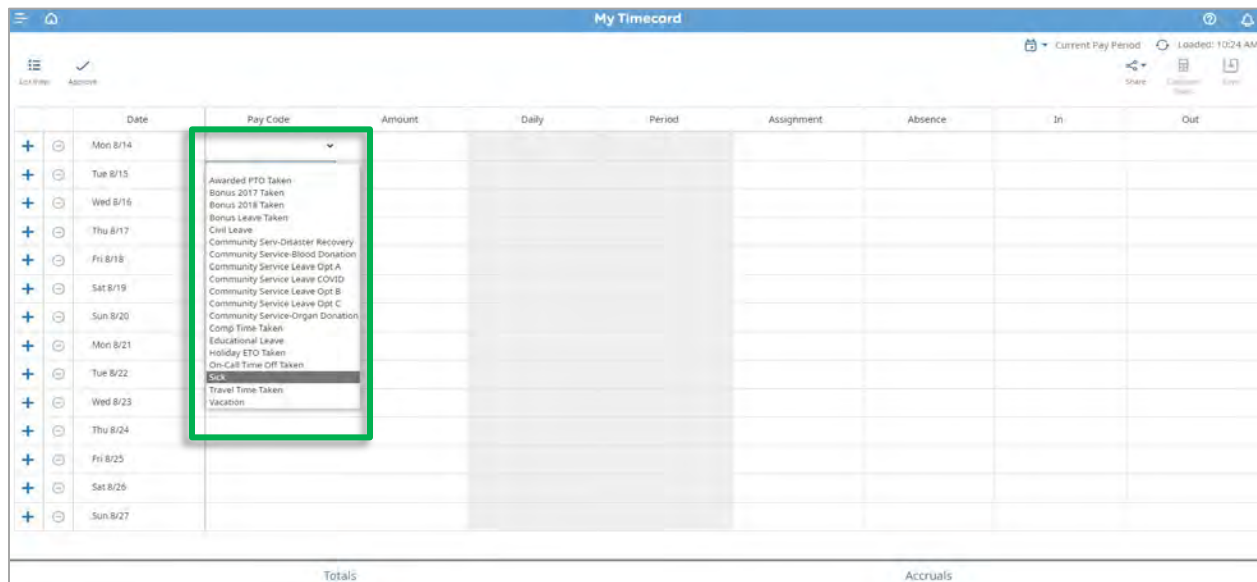 My Timecard
Current Pay Period Loaded: 10:24 AM
Approve
Share
Date Pay Code Amount Daily Period Assignment Absence In Out
Mon 8/14
Tue 8/15
Wed 8/16
Thu 8/17
Fri 8/18
Sat 8/19
Sun 8/20
Mon 8/21
Tue 8/22
Wed 8/23
Thu 8/24
Fri 8/25
Sat 8/26
Sun 8/27
Awarded PTO Taken
Bonus 2017 Taken
Bonus 2018 Taken
Bonus Leave Taken
Civil Leave
Community Serv-Disaster Recovery
Community Service-Blood Donation
Community Service Leave Opt A
Community Service Leave COVID
Community Service Leave Opt B
Community Service Leave Opt C
Community Service-Organ Donation
Comp Time Taken
Educational Leave
Holiday ETO Taken
On-Call Time Off Taken
Sick
Travel Time Taken
Vacation
Totals Accruals